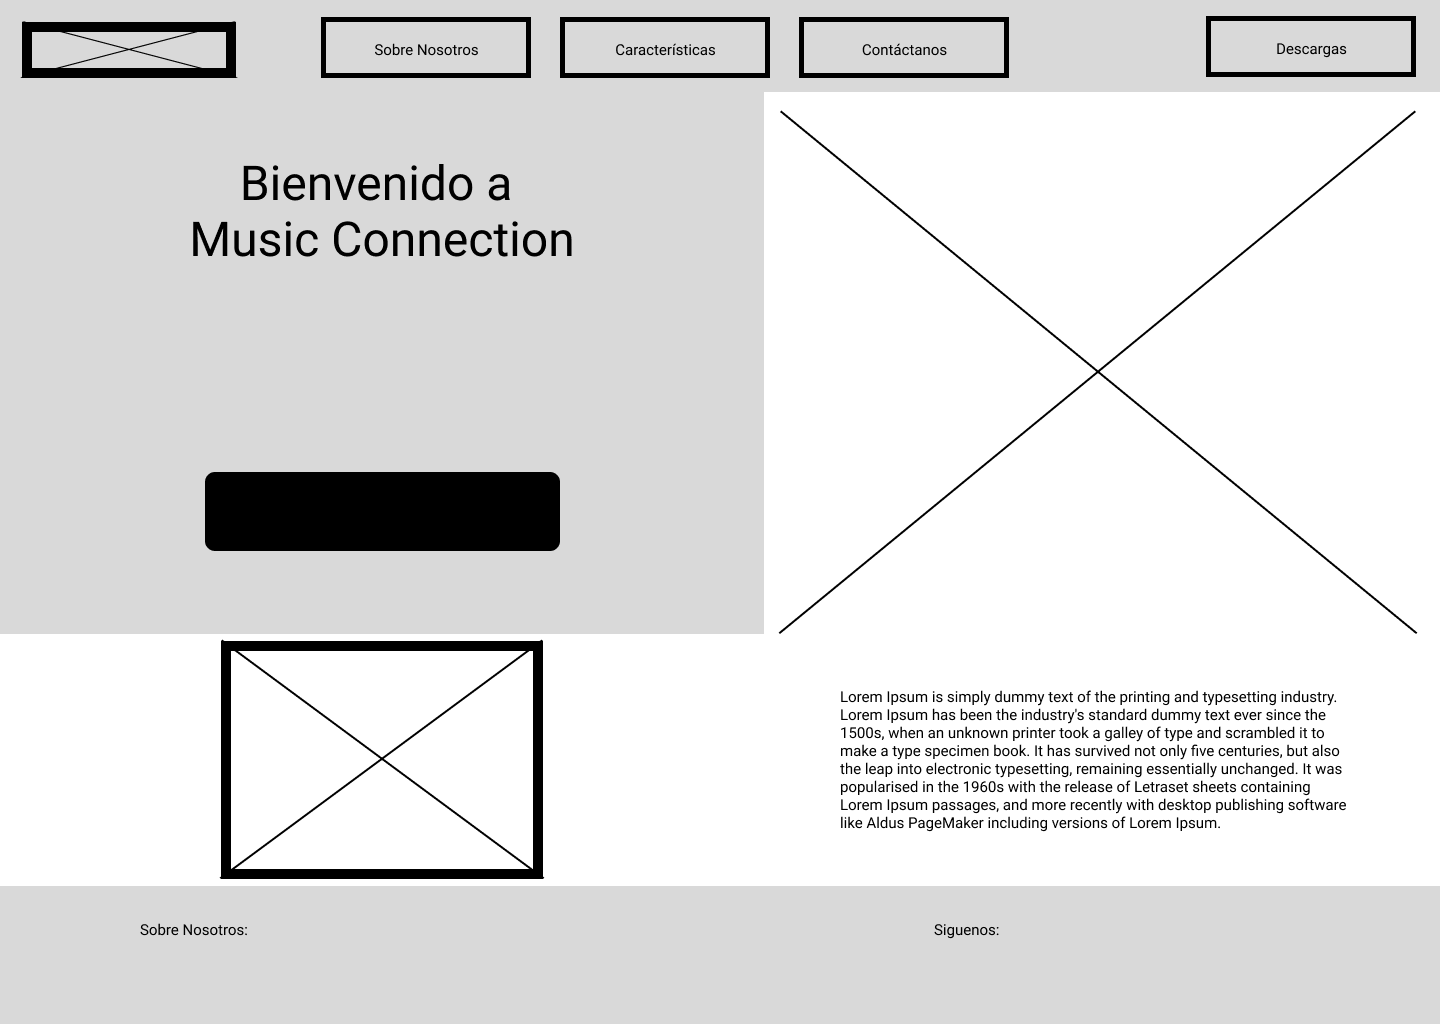 Sobre Nosotros
Características
Contáctanos
Descargas
Bienvenido a
Music Connection
Lorem Ipsum is simply dummy text of the printing and typesetting industry.
Lorem Ipsum has been the industry's standard dummy text ever since the
1500s, when an unknown printer took a galley of type and scrambled it to
make a type specimen book. It has survived not only five centuries, but also
the leap into electronic typesetting, remaining essentially unchanged. It was
popularised in the 1960s with the release of Letraset sheets containing
Lorem Ipsum passages, and more recently with desktop publishing software
like Aldus PageMaker including versions of Lorem Ipsum.
Sobre Nosotros:
Siguenos: